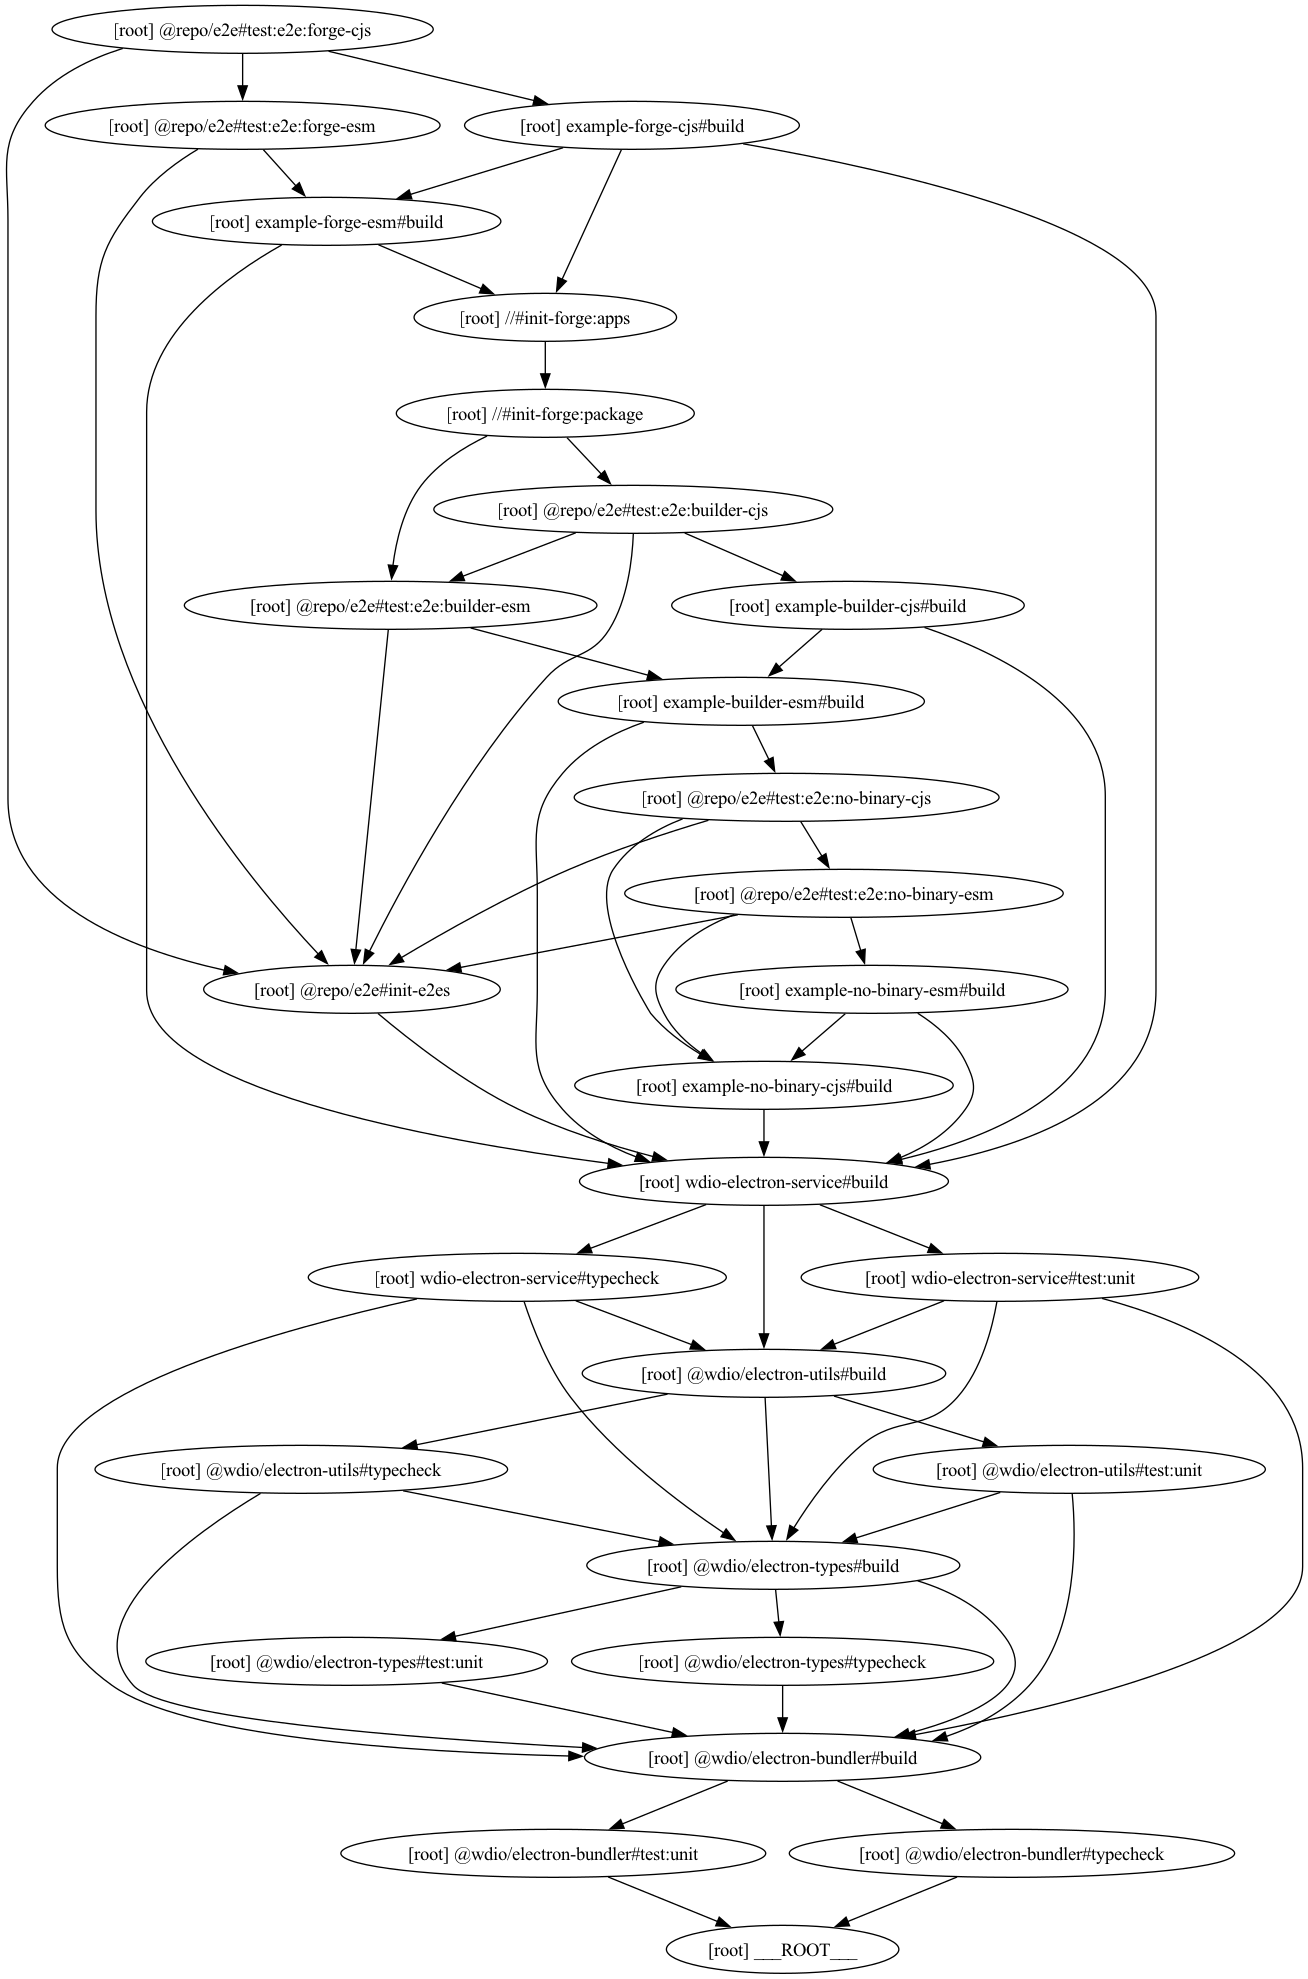 [root] @repo/e2e#test:e2e:forge-cjs
[root] @repo/e2e#test:e2e:forge-esm
[root] example-forge-cjs#build
[root] example-forge-esm#build
[root] //#init-forge:apps
[root] //#init-forge:package
[root] @repo/e2e#test:e2e:builder-cjs
[root] @repo/e2e#test:e2e:builder-esm
[root] example-builder-cjs#build
[root] example-builder-esm#build
[root] @repo/e2e#test:e2e:no-binary-cjs
[root] @repo/e2e#test:e2e:no-binary-esm
[root] @repo/e2e#init-e2es
[root] example-no-binary-esm#build
[root] example-no-binary-cjs#build
[root] wdio-electron-service#build
[root] wdio-electron-service#typecheck
[root] wdio-electron-service#test:unit
[root] @wdio/electron-utils#build
[root] @wdio/electron-utils#typecheck
[root] @wdio/electron-utils#test:unit
[root] @wdio/electron-types#build
[root] @wdio/electron-types#test:unit
[root] @wdio/electron-types#typecheck
[root] @wdio/electron-bundler#build
[root] @wdio/electron-bundler#test:unit
[root] @wdio/electron-bundler#typecheck
[root] ___ROOT___